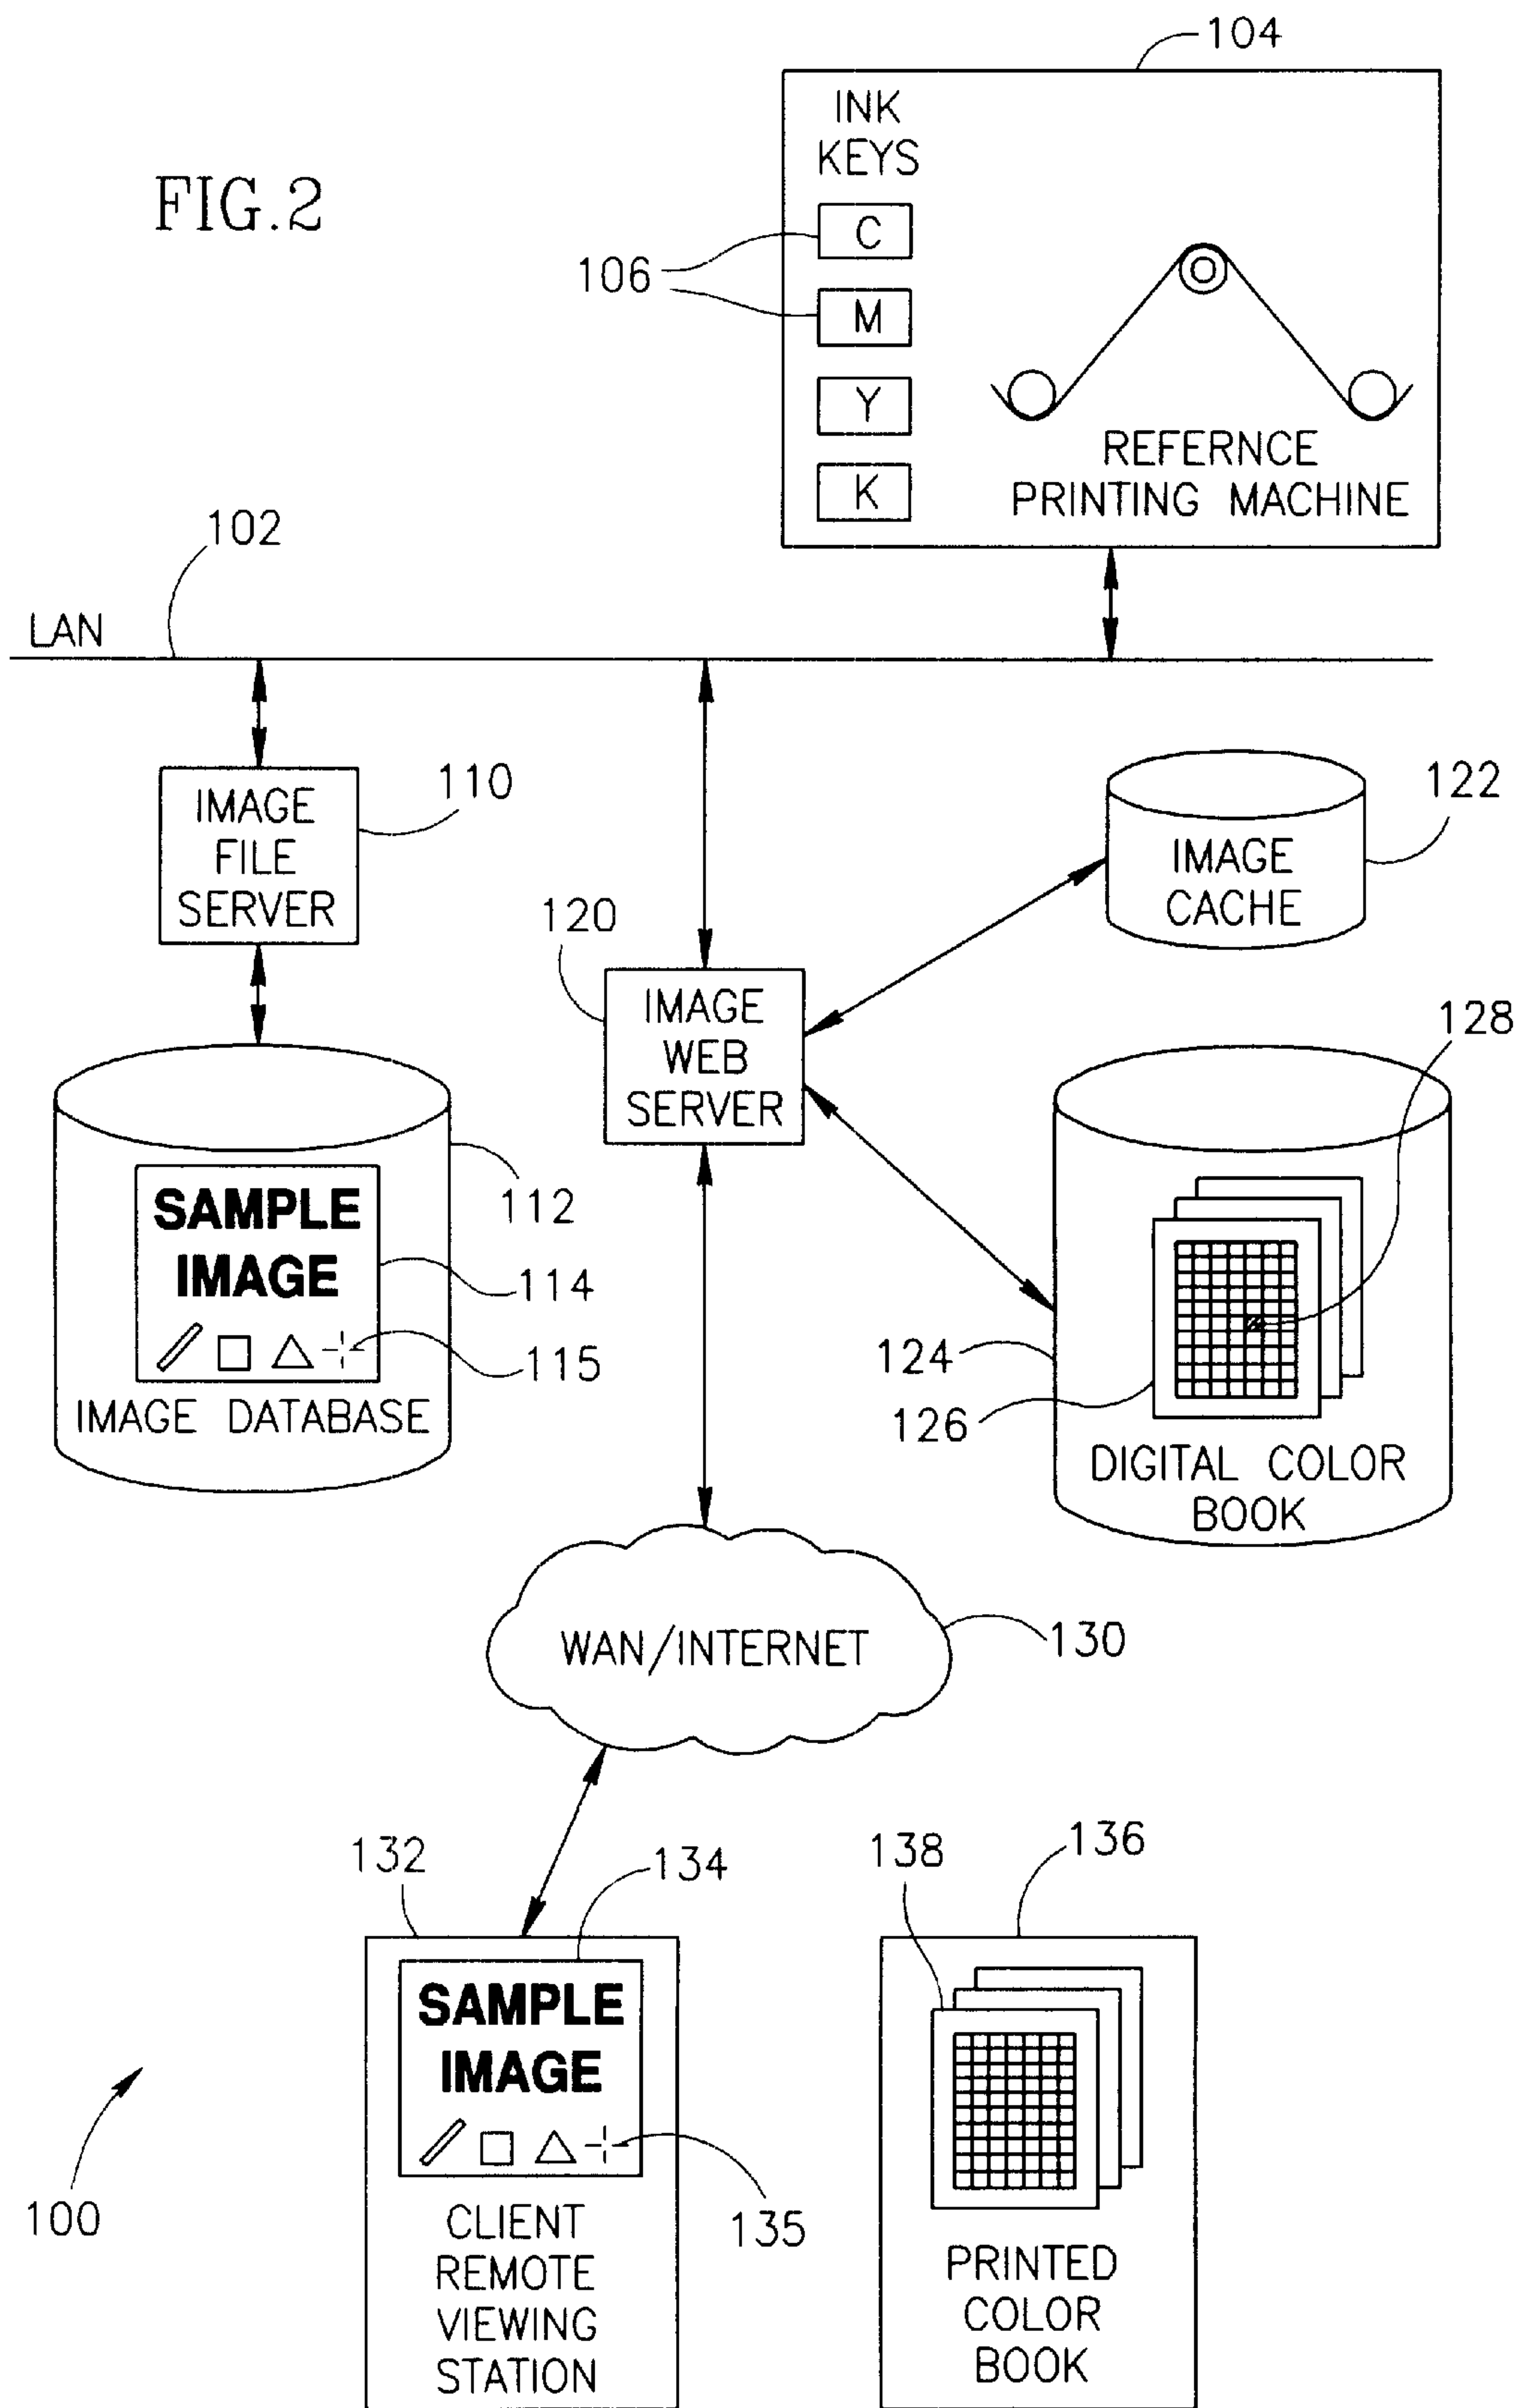 FIG.2
104
INK
KEYS
C
106
M
Y
K
REFERNCE
PRINTING MACHINE
102
LAN
110
IMAGE
FILE
SERVER
122
IMAGE
CACHE
120
IMAGE
WEB
SERVER
128
112
SAMPLE
IMAGE
114
115
IMAGE DATABASE
124
126
DIGITAL COLOR
BOOK
WAN/INTERNET
130
132
134
138
136
SAMPLE
IMAGE
135
100
CLIENT
REMOTE
VIEWING
STATION
PRINTED
COLOR
BOOK